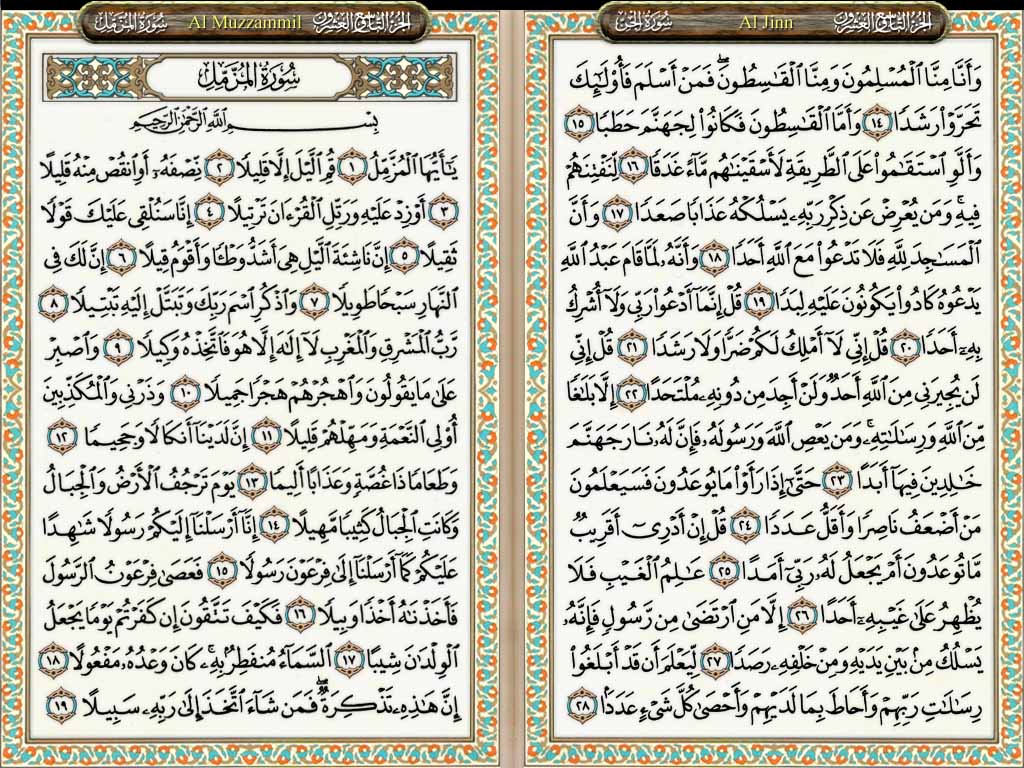 الجزء التاسع العشرون Al Jinn سورة الجن
وَأَنَّا مِنَّا ٱلْمُسْلِمُونَ وَمِنَّا ٱلْقَـٰسِطُونَ ۖ فَمَنْ أَسْلَمَ فَأُو۟لَـٰٓئِكَ
تَحَرَّوْا۟ رَشَدًا ١٤ وَأَمَّا ٱلْقَـٰسِطُونَ فَكَانُوا۟ لِجَهَنَّمَ حَطَبًا ١٥
وَأَلَّوِ ٱسْتَقَـٰمُوا۟ عَلَى ٱلطَّرِيقَةِ لَأَسْقَيْنَـٰهُم مَّآءً غَدَقًا ١٦ لِّنَفْتِنَهُمْ
فِيهِ ۚ وَمَن يُعْرِضْ عَن ذِكْرِ رَبِّهِۦ يَسْلُكْهُ عَذَابًا صَعَدًا ١٧ وَأَنَّ
ٱلْمَسَـٰجِدَ لِلَّهِ فَلَا تَدْعُوا۟ مَعَ ٱللَّهِ أَحَدًا ١٨ وَأَنَّهُۥ لَمَّا قَامَ عَبْدُ ٱللَّهِ
يَدْعُوهُ كَادُوا۟ يَكُونُونَ عَلَيْهِ لِبَدًا ١٩ قُلْ إِنَّمَآ أَدْعُوا۟ رَبِّى وَلَآ أُشْرِكُ
بِهِۦٓ أَحَدًا ٢٠ قُلْ إِنِّى لَآ أَمْلِكُ لَكُمْ ضَرًّا وَلَا رَشَدًا ٢١ قُلْ إِنِّى
لَن يُجِيرَنِى مِنَ ٱللَّهِ أَحَدٌ وَلَنْ أَجِدَ مِن دُونِهِۦ مُلْتَحَدًا ٢٢ إِلَّا بَلَـٰغًا
مِّنَ ٱللَّهِ وَرِسَـٰلَـٰتِهِۦ ۚ وَمَن يَعْصِ ٱللَّهَ وَرَسُولَهُۥ فَإِنَّ لَهُۥ نَارَ جَهَنَّمَ
خَـٰلِدِينَ فِيهَآ أَبَدًا ٢٣ حَتَّىٰٓ إِذَا رَأَوْا۟ مَا يُوعَدُونَ فَسَيَعْلَمُونَ
مَنْ أَضْعَفُ نَاصِرًا وَأَقَلُّ عَدَدًا ٢٤ قُلْ إِنْ أَدْرِىٓ أَقَرِيبٌ
مَّا تُوعَدُونَ أَمْ يَجْعَلُ لَهُۥ رَبِّىٓ أَمَدًا ٢٥ عَـٰلِمُ ٱلْغَيْبِ فَلَا
يُظْهِرُ عَلَىٰ غَيْبِهِۦٓ أَحَدًا ٢٦ إِلَّا مَنِ ٱرْتَضَىٰ مِن رَّسُولٍ فَإِنَّهُۥ
يَسْلُكُ مِنۢ بَيْنِ يَدَيْهِ وَمِنْ خَلْفِهِۦ رَصَدًا ٢٧ لِّيَعْلَمَ أَن قَدْ أَبْلَغُوا۟
رِسَـٰلَـٰتِ رَبِّهِمْ وَأَحَاطَ بِمَا لَدَيْهِمْ وَأَحْصَىٰ كُلَّ شَىْءٍ عَدَدًۢا ٢٨
الجزء التاسع العشرون Al Muzzammil سورة المزمل
سُورَةُ المُزَّمِّلِ
بِسْمِ ٱللَّهِ ٱلرَّحْمَـٰنِ ٱلرَّحِيمِ
يَـٰٓأَيُّهَا ٱلْمُزَّمِّلُ ١ قُمِ ٱلَّيْلَ إِلَّا قَلِيلًا ٢ نِّصْفَهُۥٓ أَوِ ٱنقُصْ مِنْهُ قَلِيلًا
٣ أَوْ زِدْ عَلَيْهِ وَرَتِّلِ ٱلْقُرْءَانَ تَرْتِيلًا ٤ إِنَّا سَنُلْقِى عَلَيْكَ قَوْلًا
ثَقِيلًا ٥ إِنَّ نَاشِئَةَ ٱلَّيْلِ هِىَ أَشَدُّ وَطْـًٔا وَأَقْوَمُ قِيلًا ٦ إِنَّ لَكَ فِى
ٱلنَّهَارِ سَبْحًا طَوِيلًا ٧ وَٱذْكُرِ ٱسْمَ رَبِّكَ وَتَبَتَّلْ إِلَيْهِ تَبْتِيلًا ٨
رَّبُّ ٱلْمَشْرِقِ وَٱلْمَغْرِبِ لَآ إِلَـٰهَ إِلَّا هُوَ فَٱتَّخِذْهُ وَكِيلًا ٩ وَٱصْبِرْ
عَلَىٰ مَا يَقُولُونَ وَٱهْجُرْهُمْ هَجْرًا جَمِيلًا ١٠ وَذَرْنِى وَٱلْمُكَذِّبِينَ
أُو۟لِى ٱلنَّعْمَةِ وَمَهِّلْهُمْ قَلِيلًا ١١ إِنَّ لَدَيْنَآ أَنكَالًا وَجَحِيمًا ١٢
وَطَعَامًا ذَا غُصَّةٍ وَعَذَابًا أَلِيمًا ١٣ يَوْمَ تَرْجُفُ ٱلْأَرْضُ وَٱلْجِبَالُ
وَكَانَتِ ٱلْجِبَالُ كَثِيبًا مَّهِيلًا ١٤ إِنَّآ أَرْسَلْنَآ إِلَيْكُمْ رَسُولًا شَـٰهِدًا
عَلَيْكُمْ كَمَآ أَرْسَلْنَآ إِلَىٰ فِرْعَوْنَ رَسُولًا ١٥ فَعَصَىٰ فِرْعَوْنُ ٱلرَّسُولَ
فَأَخَذْنَـٰهُ أَخْذًا وَبِيلًا ١٦ فَكَيْفَ تَتَّقُونَ إِن كَفَرْتُمْ يَوْمًا يَجْعَلُ
ٱلْوِلْدَٰنَ شِيبًا ١٧ ٱلسَّمَآءُ مُنفَطِرٌۢ بِهِۦ ۚ كَانَ وَعْدُهُۥ مَفْعُولًا ١٨
إِنَّ هَـٰذِهِۦ تَذْكِرَةٌ ۖ فَمَن شَآءَ ٱتَّخَذَ إِلَىٰ رَبِّهِۦ سَبِيلًا ١٩